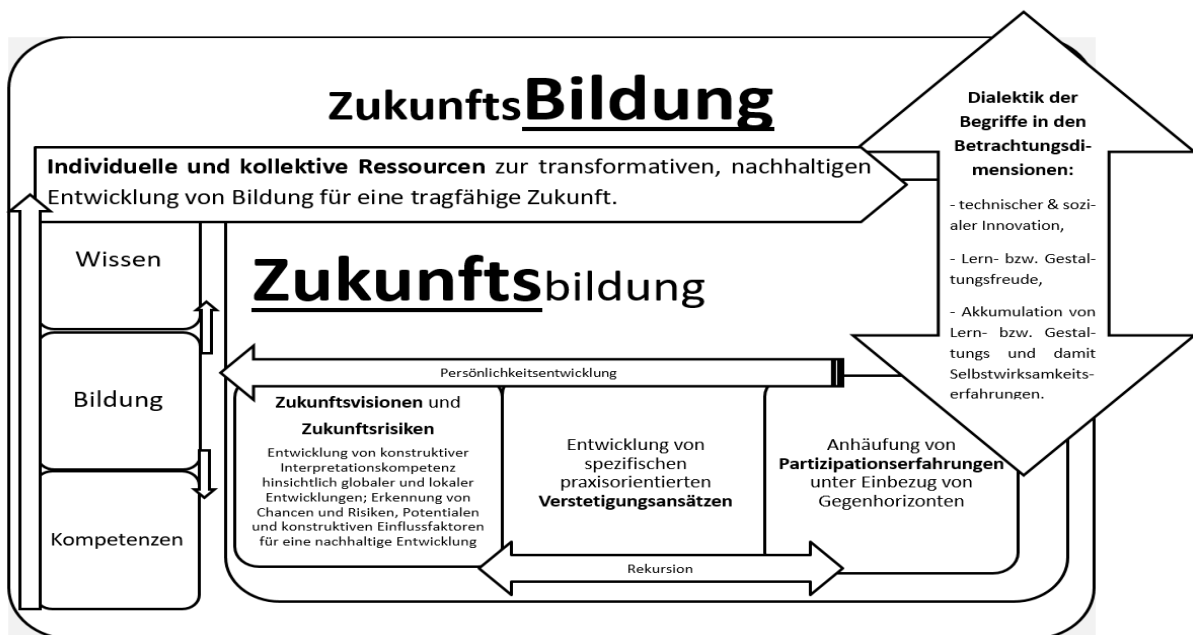 ZukunftsBildung
Individuelle und kollektive Ressourcen zur transformativen, nachhaltigen
Entwicklung von Bildung für eine tragfähige Zukunft.
Wissen
Bildung
Kompetenzen
Zukunftsbildung
Persönlichkeitsentwicklung
Zukunftsvisionen und
Zukunftsrisiken
Entwicklung von konstruktiver
Interpretationskompetenz
hinsichtlich globaler und lokaler
Entwicklungen; Erkennung von
Chancen und Risiken, Potentialen
und konstruktiven Einflussfaktoren
für eine nachhaltige Entwicklung
Entwicklung von
spezifischen
praxisorientierten
Verstetigungsansätzen
Anhäufung von
Partizipationserfahrungen
unter Einbezug von
Gegenhorizonten
Rekursion
Dialektik der
Begriffe in den
Betrachtungsdi-
mensionen:
- technischer & sozi-
aler Innovation,
- Lern- bzw. Gestal-
tungsfreude,
- Akkumulation von
Lern- bzw. Gestal-
tungs und damit
Selbstwirksamkeits-
erfahrungen.